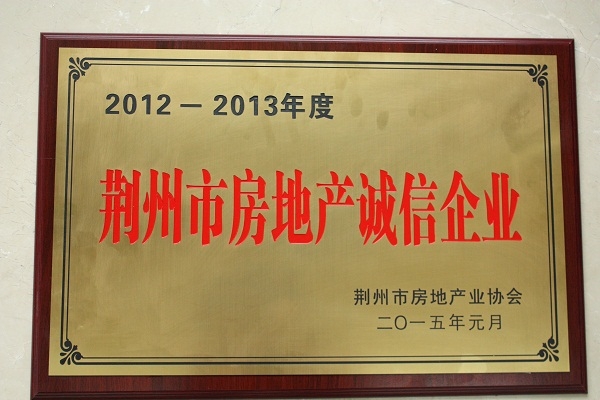 2012－2013年度
荆州市房地产诚信企业
荆州市房地产业协会
二〇一五年元月